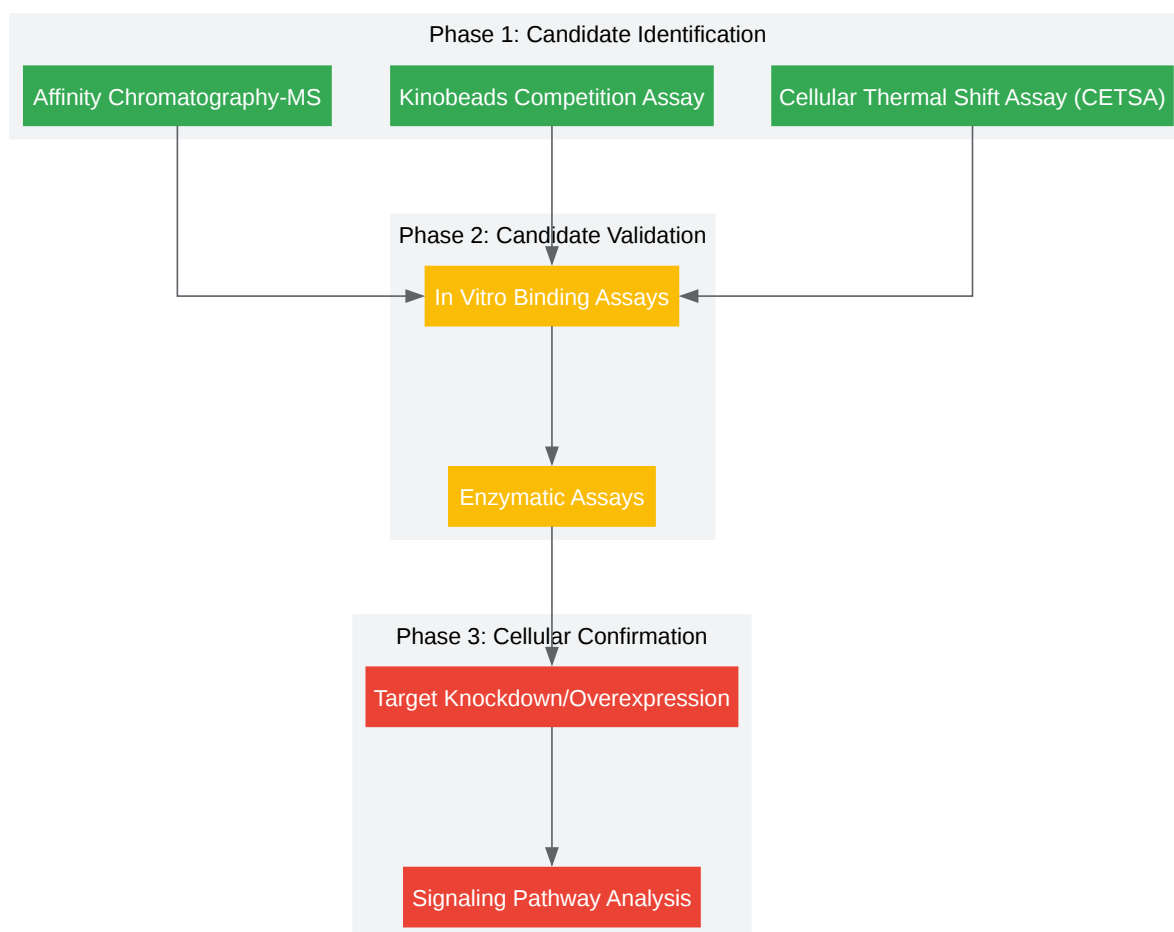 Phase 1: Candidate Identification
Affinity Chromatography-MS
Kinobeads Competition Assay
Cellular Thermal Shift Assay (CETSA)
Phase 2: Candidate Validation
In Vitro Binding Assays
Enzymatic Assays
Phase 3: Cellular Confirmation
Target Knockdown/Overexpression
Signaling Pathway Analysis